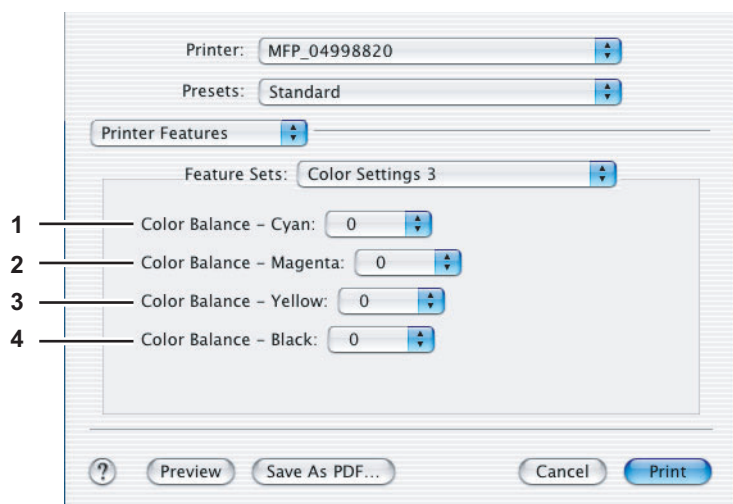 Printer: MFP_04998820
Presets: Standard
Printer Features
Feature Sets: Color Settings 3
1 Color Balance – Cyan: 0
2 Color Balance – Magenta: 0
3 Color Balance – Yellow: 0
4 Color Balance – Black: 0
? Preview Save As PDF... Cancel Print